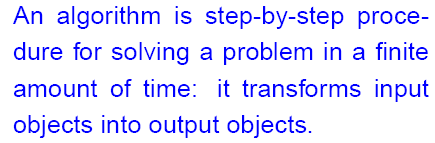 An algorithm is step-by-step proce-
dure for solving a problem in a finite
amount of time: it transforms input
objects into output objects.